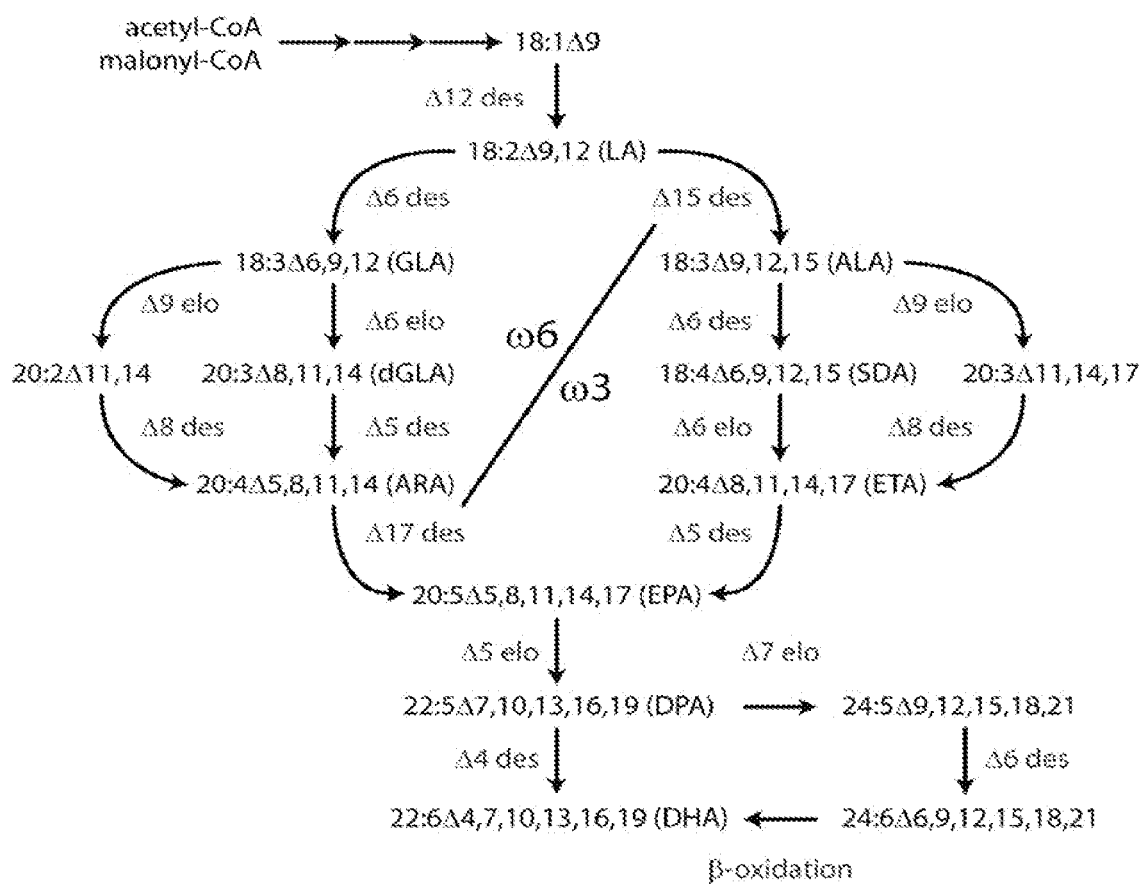 acetyl-CoA
malonyl-CoA
18:1Δ9
Δ12 des
18:2Δ9,12 (LA)
Δ6 des
Δ15 des
18:3Δ6,9,12 (GLA)
18:3Δ9,12,15 (ALA)
Δ9 elo
Δ6 elo
ω6
ω3
Δ6 des
Δ9 elo
20:2Δ11,14
20:3Δ8,11,14 (dGLA)
18:4Δ6,9,12,15 (SDA)
20:3Δ11,14,17
Δ8 des
Δ5 des
Δ6 elo
Δ8 des
20:4Δ5,8,11,14 (ARA)
20:4Δ8,11,14,17 (ETA)
Δ17 des
Δ5 des
20:5Δ5,8,11,14,17 (EPA)
Δ5 elo
Δ7 elo
22:5Δ7,10,13,16,19 (DPA)
24:5Δ9,12,15,18,21
Δ4 des
Δ6 des
22:6Δ4,7,10,13,16,19 (DHA)
24:6Δ6,9,12,15,18,21
β-oxidation